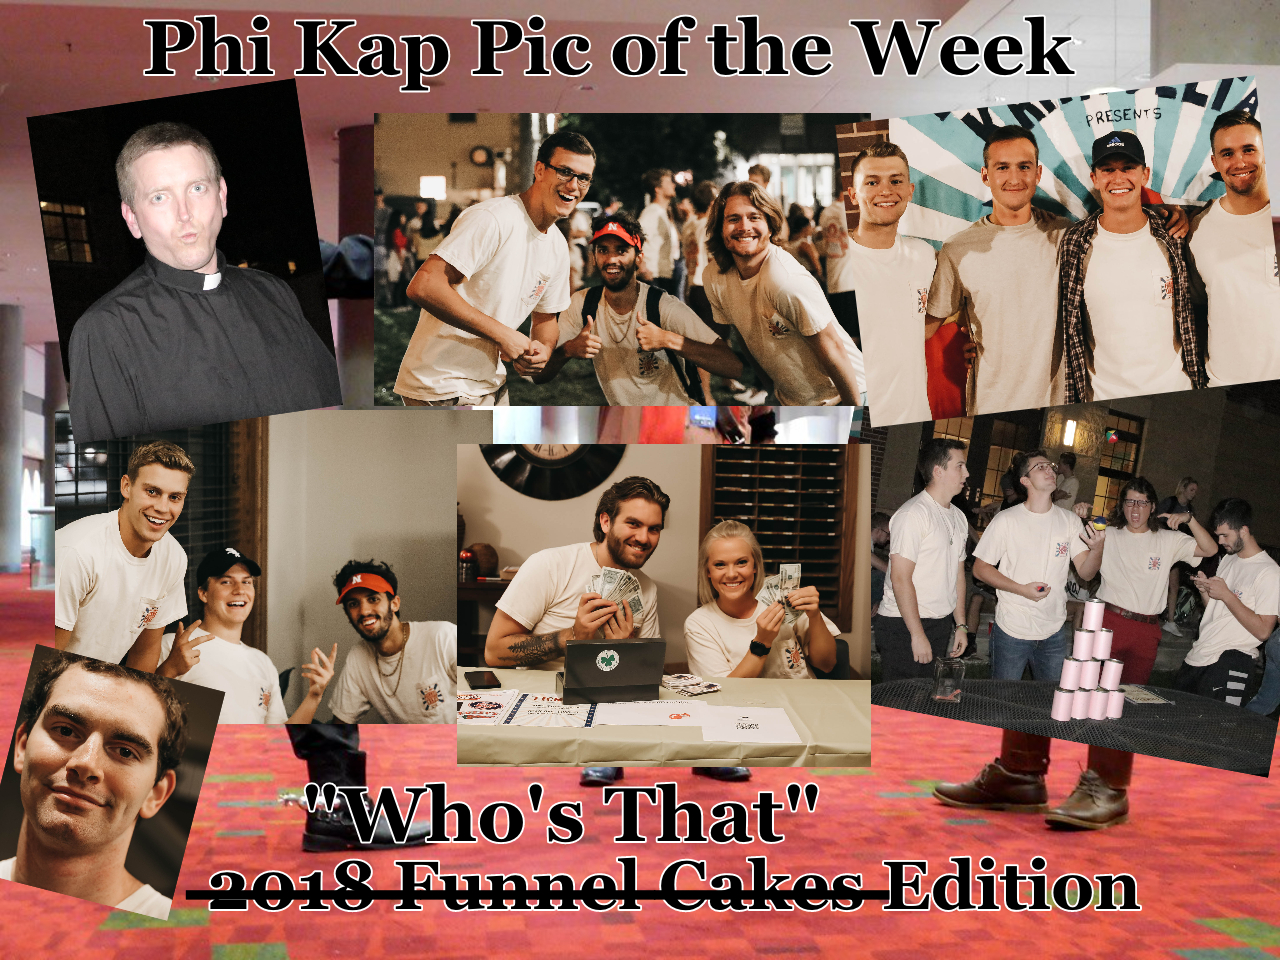 Phi Kap Pic of the Week
PRESENTS
N
N
"Who's That"
2018 Funnel Cakes Edition